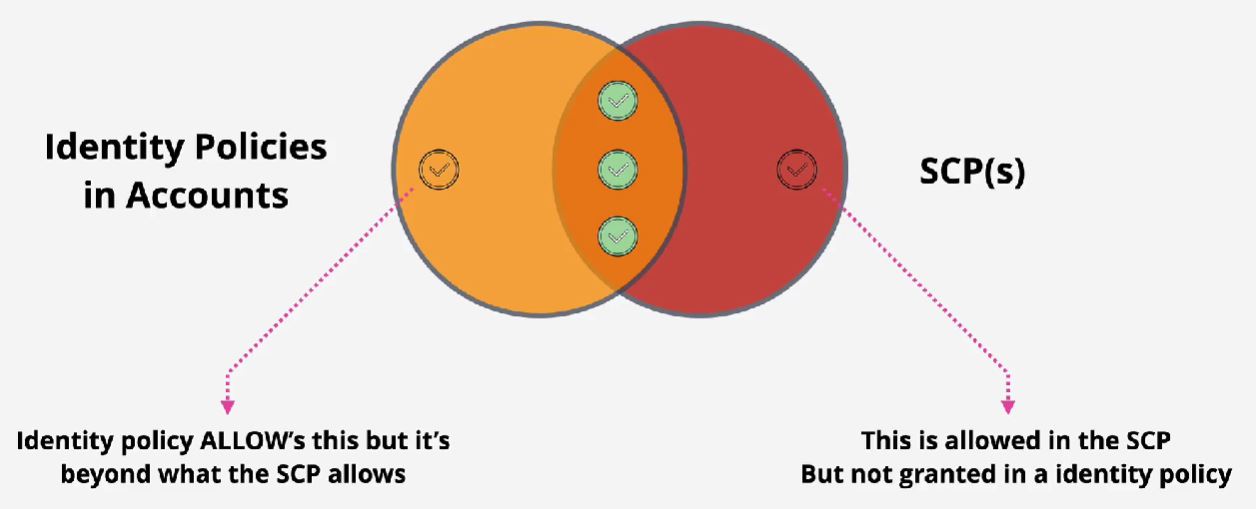 Identity Policies
in Accounts
SCP(s)
Identity policy ALLOW's this but it's
beyond what the SCP allows
This is allowed in the SCP
But not granted in a identity policy